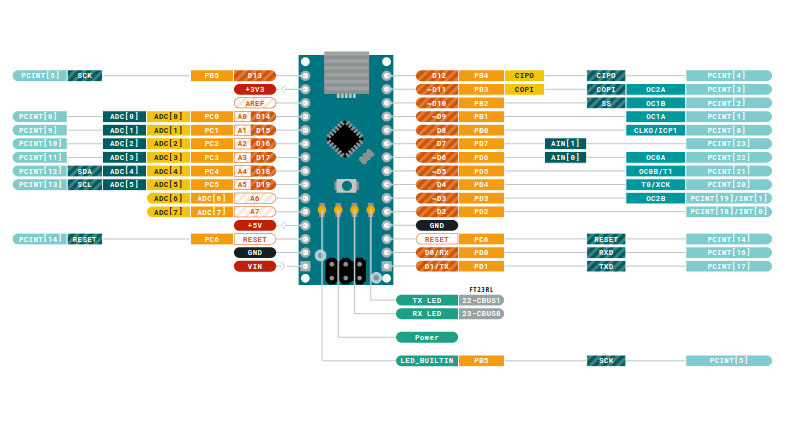 PCINT[5] SCK PB5 D13 D12 PB4 CIPO CIPO PCINT[4]
+3V3 ~D11 PB3 COPI COPI OC2A PCINT[3]
AREF ~D10 PB2 SS OC1B PCINT[2]
PCINT[8] ADC[0] ADC[0] PC0 A0 D14 ~D9 PB1 OC1A PCINT[1]
PCINT[9] ADC[1] ADC[1] PC1 A1 D15 D8 PB0 CLKO/ICP1 PCINT[0]
PCINT[10] ADC[2] ADC[2] PC2 A2 D16 D7 PD7 AIN[1] PCINT[23]
PCINT[11] ADC[3] ADC[3] PC3 A3 D17 ~D6 PD6 AIN[0] OC0A PCINT[22]
PCINT[12] SDA ADC[4] ADC[4] PC4 A4 D18 ~D5 PD5 OC0B/T1 PCINT[21]
PCINT[13] SCL ADC[5] ADC[5] PC5 A5 D19 D4 PD4 T0/XCK PCINT[20]
ADC[6] ADC[6] A6 ~D3 PD3 OC2B PCINT[19]/INT[1]
ADC[7] ADC[7] A7 D2 PD2 PCINT[18]/INT[0]
+5V GND
PCINT[14] RESET PC6 RESET RESET PC6 RESET PCINT[14]
GND D0/RX PD0 RXD PCINT[16]
VIN D1/TX PD1 TXD PCINT[17]
FT23RL
TX LED 22-CBUS1
RX LED 23-CBUS0
Power
LED_BUILTIN PB5 SCK PCINT[5]